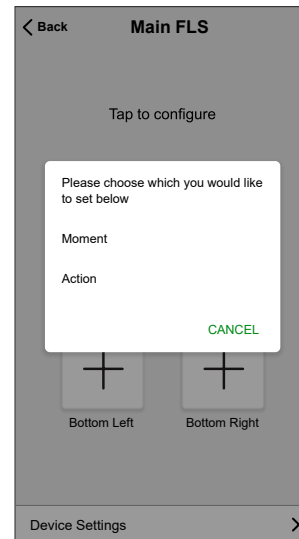 Back
Main FLS
Tap to configure
Please choose which you would like
to set below
Moment
Action
CANCEL
Bottom Left
Bottom Right
Device Settings